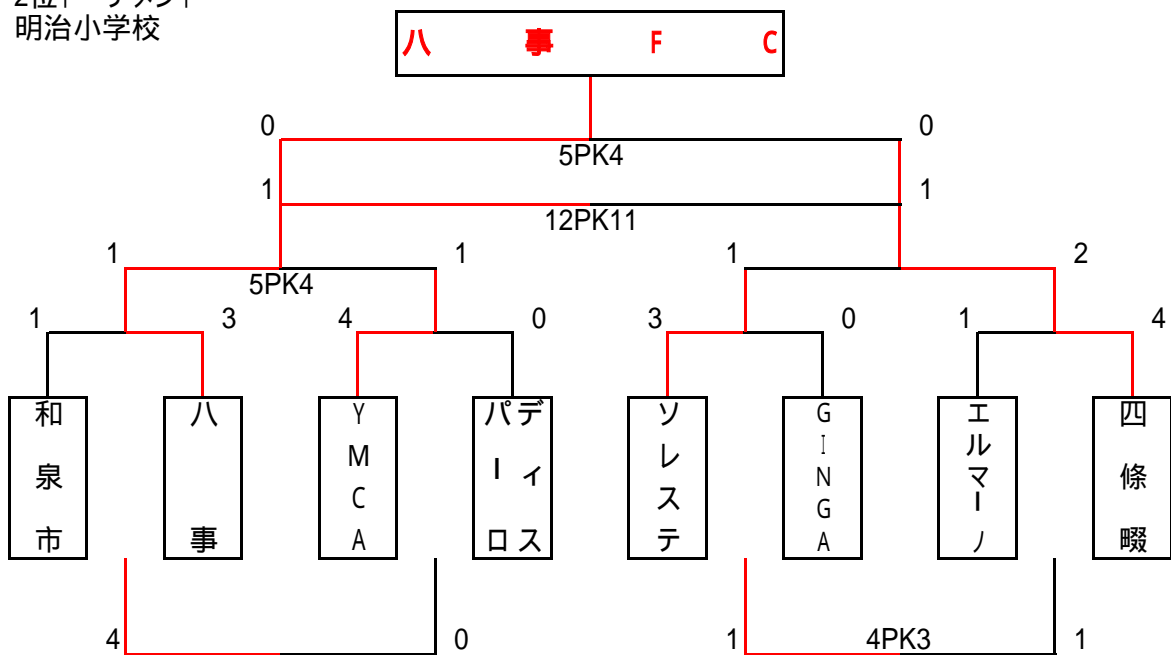 2位トーナメント
明治小学校
八事FC
0 0
5PK4
1 1
12PK11
1 1 1 2
5PK4
1 3 4 0 3 0 1 4
和泉市
八事
YMCA
ディス
パーロ
ソレステ
GINGA
エルマーノ
四條畷
4 0 1 4PK3 1